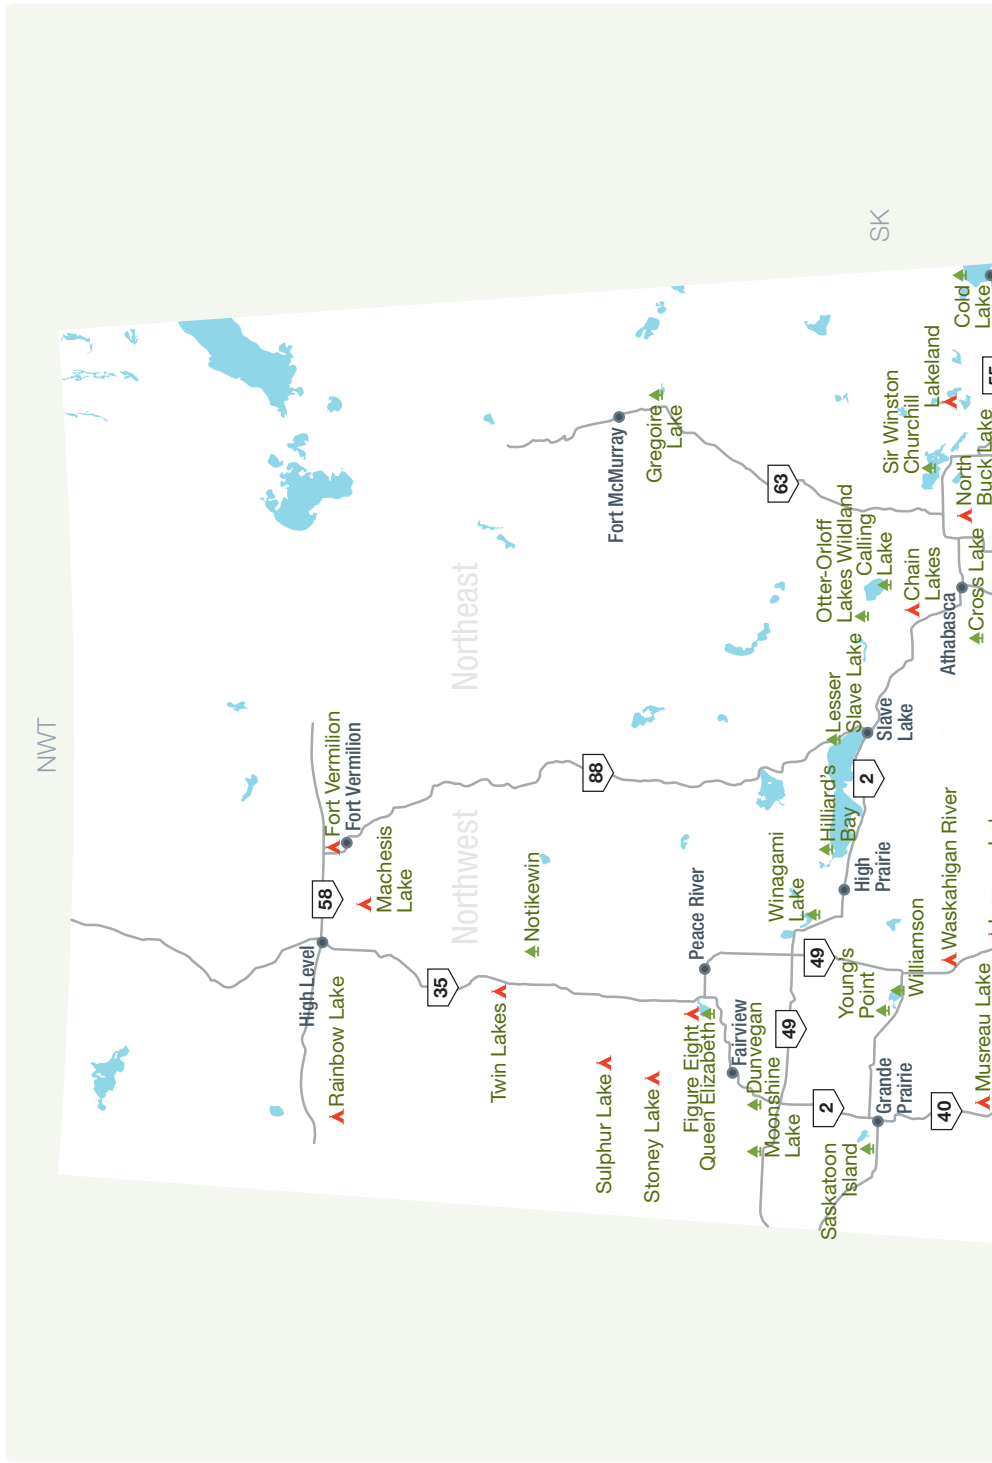 NWT
SK
Northeast
Northwest
High Level
58
Fort Vermilion
Fort Vermilion
Machesis
Lake
Rainbow Lake
35
Twin Lakes
Notikewin
88
Fort McMurray
Gregoire
Lake
63
Sulphur Lake
Stoney Lake
Figure Eight
Queen Elizabeth
Peace River
Fairview
Dunvegan
Moonshine
Lake
49
49
2
Winagami
Lake
Hilliard's
Bay
Lesser
Slave Lake
Slave
Lake
2
High
Prairie
Otter-Orloff
Lakes Wildland
Calling
Lake
Chain
Lakes
Athabasca
Cross Lake
North
Buck Lake
Sir Winston
Churchill
Lakeland
Cold
Lake
55
Young's
Point
Williamson
Waskahigan River
Musreau Lake
Grande
Prairie
40
Saskatoon
Island